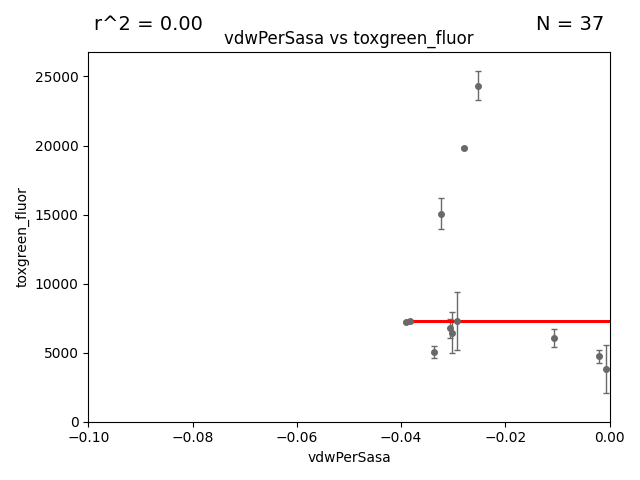 r^2 = 0.00
N = 37
vdwPerSasa vs toxgreen_fluor
25000
20000
15000
10000
5000
0
toxgreen_fluor
−0.10 −0.08 −0.06 −0.04 −0.02 0.00
vdwPerSasa